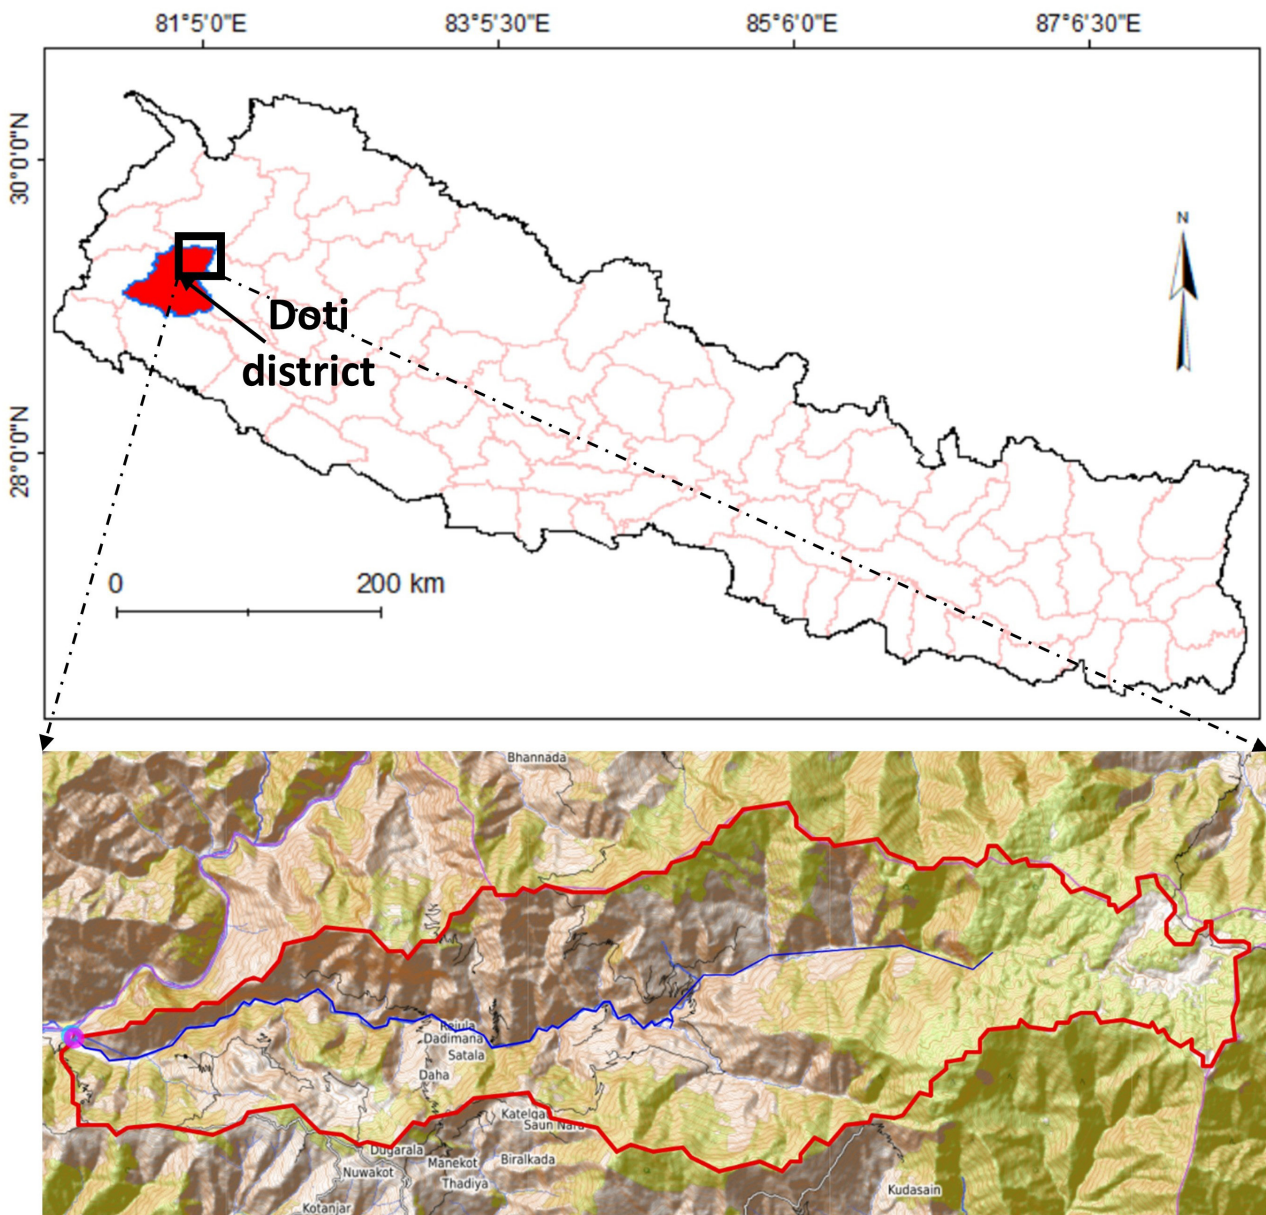 81°5'0"E 83°5'30"E 85°6'0"E 87°6'30"E
30°0'0"N
28°0'0"N
N
Doti
district
0 200 km
Bhannada
Rejula
Dadimana
Satala
Daha
Katelga
Saun Nara
Dugarala
Manekot
Biralkada
Nuwakot
Thadiya
Kudasain
Kotanjar